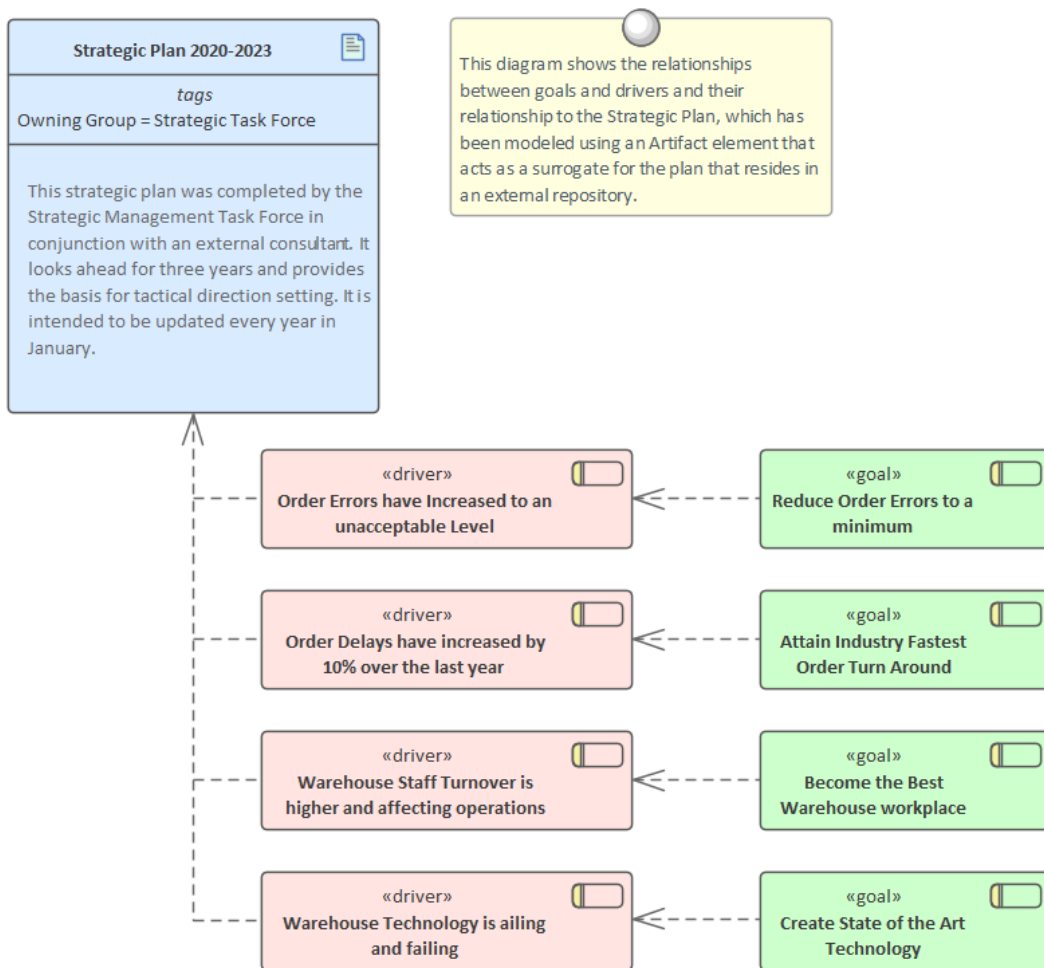 Strategic Plan 2020-2023
tags
Owning Group = Strategic Task Force
This strategic plan was completed by the
Strategic Management Task Force in
conjunction with an external consultant. It
looks ahead for three years and provides
the basis for tactical direction setting. It is
intended to be updated every year in
January.
This diagram shows the relationships
between goals and drivers and their
relationship to the Strategic Plan, which has
been modeled using an Artifact element that
acts as a surrogate for the plan that resides in
an external repository.
«driver»
Order Errors have Increased to an
unacceptable Level
«goal»
Reduce Order Errors to a
minimum
«driver»
Order Delays have increased by
10% over the last year
«goal»
Attain Industry Fastest
Order Turn Around
«driver»
Warehouse Staff Turnover is
higher and affecting operations
«goal»
Become the Best
Warehouse workplace
«driver»
Warehouse Technology is ailing
and failing
«goal»
Create State of the Art
Technology